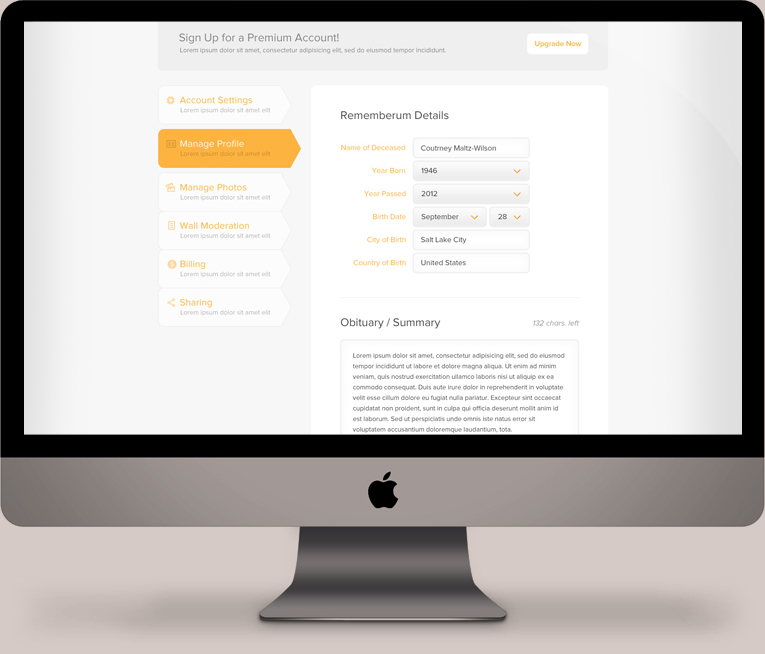 Sign Up for a Premium Account!
Lorem ipsum dolor sit amet, consectetur adipisicing elit, sed do eiusmod tempor incididunt.
Upgrade Now
Account Settings
Lorem ipsum dolor sit amet elit
Manage Profile
Lorem ipsum dolor sit amet elit
Manage Photos
Lorem ipsum dolor sit amet elit
Wall Moderation
Lorem ipsum dolor sit amet elit
Billing
Lorem ipsum dolor sit amet elit
Sharing
Lorem ipsum dolor sit amet elit
Rememberum Details
Name of Deceased Coutrney Maltz-Wilson
Year Born 1946
Year Passed 2012
Birth Date September 28
City of Birth Salt Lake City
Country of Birth United States
Obituary / Summary 132 chars. left
Lorem ipsum dolor sit amet, consectetur adipisicing elit, sed do eiusmod
tempor incididunt ut labore et dolore magna aliqua. Ut enim ad minim
veniam, quis nostrud exercitation ullamco laboris nisi ut aliquip ex ea
commodo consequat. Duis aute irure dolor in reprehenderit in voluptate
velit esse cillum dolore eu fugiat nulla pariatur. Excepteur sint occaecat
cupidatat non proident, sunt in culpa qui officia deserunt mollit anim id
est laborum. Sed ut perspiciatis unde omnis iste natus error sit
voluptatem accusantium doloremque laudantium, tota.